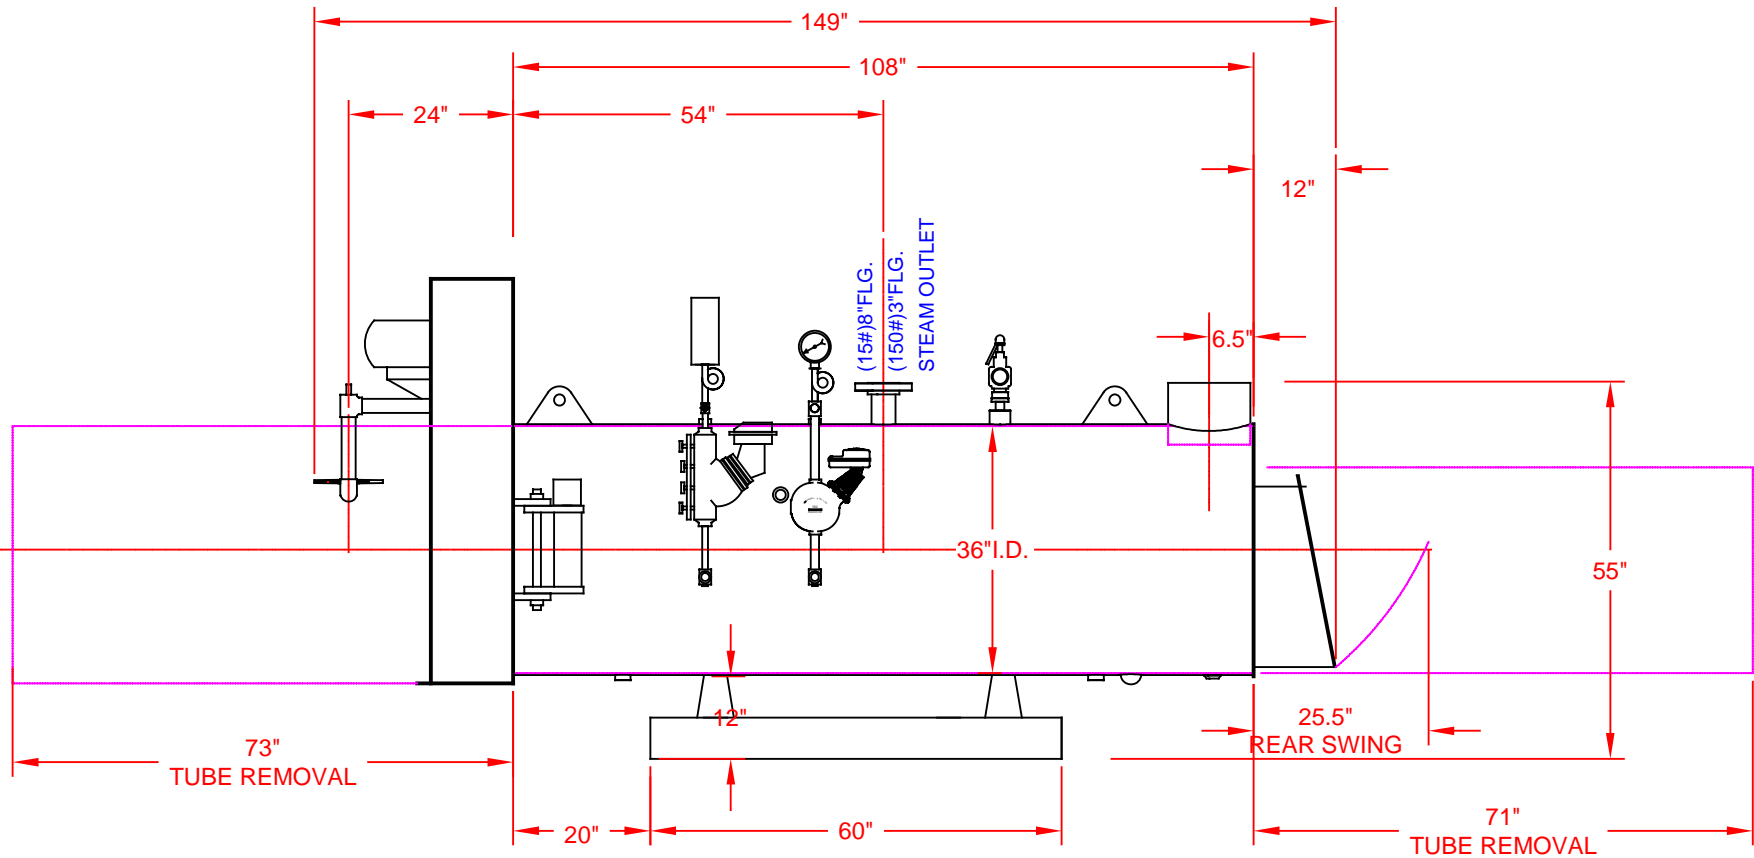 149"
108"
24"
54"
12"
(15#)8"FLG.
(150#)3"FLG.
STEAM OUTLET
6.5"
36"I.D.
55"
12"
25.5"
REAR SWING
73"
TUBE REMOVAL
20"
60"
71"
TUBE REMOVAL